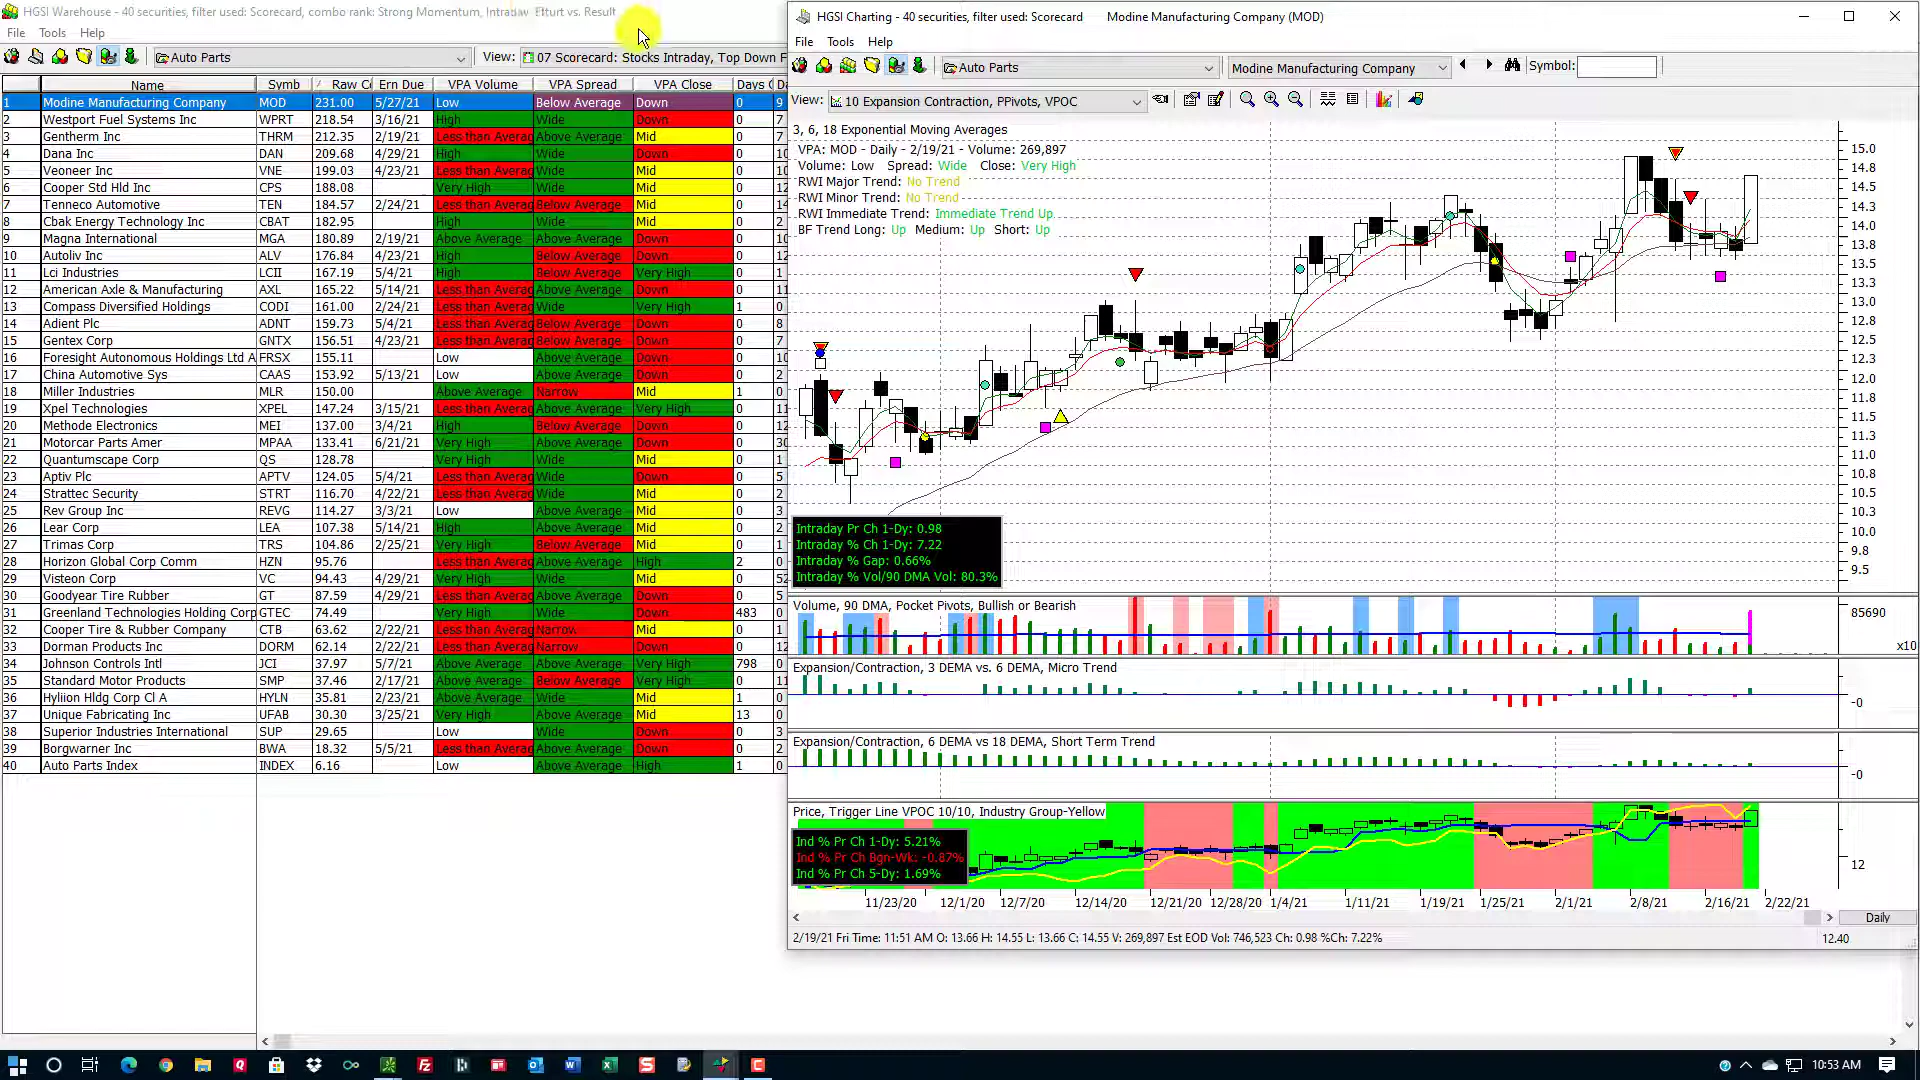 HGSI Warehouse - 40 securities, filter used: Scorecard, combo rank: Strong Momentum, Intraday Effurt vs. Result
File Tools Help
Auto Parts View: 07 Scorecard: Stocks Intraday, Top Down F
Name Symb Raw C Ern Due VPA Volume VPA Spread VPA Close Days Da
1 Modine Manufacturing Company MOD 231.00 5/27/21 Low Below Average Down 0 9
2 Westport Fuel Systems Inc WPRT 218.54 3/16/21 High Wide Down 0 7
3 Gentherm Inc THRM 212.35 2/19/21 Less than Averag Above Average Mid 0 7
4 Dana Inc DAN 209.68 4/29/21 High Wide Down 0 10
5 Veoneer Inc VNE 199.03 4/23/21 Less than Averag Wide Mid 0 10
6 Cooper Std Hld Inc CPS 188.08 Very High Wide Mid 0 12
7 Tenneco Automotive TEN 184.57 2/24/21 Less than Averag Below Average Mid 0 7
8 Cbak Energy Technology Inc CBAT 182.95 High Wide Mid 0 2
9 Magna International MGA 180.89 2/19/21 Above Average Above Average Down 0 10
10 Autoliv Inc ALV 176.84 4/23/21 High Below Average Down 0 12
11 Lci Industries LCII 167.19 5/4/21 High Below Average Very High 0 7
12 American Axle & Manufacturing AXL 165.22 5/14/21 Less than Averag Below Average Down 0 11
13 Compass Diversified Holdings CODI 161.00 2/24/21 Less than Averag Wide Very High 1 0
14 Adient Plc ADNT 159.73 5/4/21 Less than Averag Below Average Down 0 8
15 Gentex Corp GNTX 156.51 4/23/21 Less than Averag Below Average Down 0 7
16 Foresight Autonomous Holdings Ltd A FRSX 155.11 Low Above Average Down 0 10
17 China Automotive Sys CAAS 153.92 5/13/21 Low Above Average Down 0 2
18 Miller Industries MLR 150.00 Above Average Narrow Mid 1 0
19 Xpel Technologies XPEL 147.24 3/15/21 Less than Averag Above Average Very High 0 11
20 Methode Electronics MEI 137.00 3/4/21 High Below Average Down 0 12
21 Motorcar Parts Amer MPAA 133.41 6/21/21 Very High Above Average Down 0 30
22 Quantumscape Corp QS 128.78 Very High Wide Mid 0 1
23 Aptiv Plc APTV 124.05 5/4/21 Less than Averag Wide Down 0 5
24 Strattec Security STRT 116.70 4/22/21 Less than Averag Above Average Mid 0 2
25 Rev Group Inc REVG 114.27 3/3/21 Low Above Average Mid 0 3
26 Lear Corp LEA 107.38 5/14/21 High Above Average Mid 0 2
27 Trimas Corp TRS 104.86 2/25/21 Very High Below Average Mid 0 1
28 Horizon Global Corp Comm HZN 95.76 Less than Averag Above Average High 2 0
29 Visteon Corp VC 94.43 4/29/21 Very High Wide Mid 0 52
30 Goodyear Tire Rubber GT 87.59 4/29/21 Less than Averag Above Average Down 0 5
31 Greenland Technologies Holding Corp GTEC 74.49 Very High Wide Down 483 0
32 Cooper Tire & Rubber Company CTB 63.62 2/22/21 Less than Averag Narrow Mid 1 0
33 Dorman Products Inc DORM 62.14 2/22/21 Less than Averag Narrow Down 0 12
34 Johnson Controls Intl JCI 37.97 5/7/21 Above Average Above Average Very High 798 0
35 Standard Motor Products SMP 37.46 2/17/21 Above Average Below Average Very High 0 11
36 Hyliion Hldg Corp Cl A HYLN 35.81 2/23/21 Above Average Wide Mid 1 0
37 Unique Fabricating Inc UFAB 30.30 3/25/21 Very High Above Average Mid 13 0
38 Superior Industries International SUP 29.65 Low Wide Down 0 3
39 Borgwarner Inc BWA 18.32 5/5/21 Less than Averag Above Average Down 0 2
40 Auto Parts Index INDEX 6.16 Low Above Average High 1 0
HGSI Charting - 40 securities, filter used: Scorecard Modine Manufacturing Company (MOD)
File Tools Help
Auto Parts Modine Manufacturing Company Symbol:
View: 10 Expansion Contraction, PPivots, VPOC
3, 6, 18 Exponential Moving Averages
VPA: MOD - Daily - 2/19/21 - Volume: 269,897
Volume: Low Spread: Wide Close: Very High
RWI Major Trend: No Trend
RWI Minor Trend: No Trend
RWI Immediate Trend: Immediate Trend Up
BF Trend Long: Up Medium: Up Short: Up
15.0
14.8
14.5
14.3
14.0
13.8
13.5
13.3
13.0
12.8
12.5
12.3
12.0
11.8
11.5
11.3
11.0
10.8
10.5
10.3
10.0
9.8
9.5
Intraday Pr Ch 1-Dy: 0.98
Intraday % Ch 1-Dy: 7.22
Intraday % Gap: 0.66%
Intraday % Vol/90 DMA Vol: 80.3%
Volume, 90 DMA, Pocket Pivots, Bullish or Bearish
85690
x10
Expansion/Contraction, 3 DEMA vs. 6 DEMA, Micro Trend
-0
Expansion/Contraction, 6 DEMA vs 18 DEMA, Short Term Trend
-0
Price, Trigger Line VPOC 10/10, Industry Group-Yellow
Ind % Pr Ch 1-Dy: 5.21%
Ind % Pr Ch Bgn-Wk: -0.87%
Ind % Pr Ch 5-Dy: 1.69%
12
11/23/20 12/1/20 12/7/20 12/14/20 12/21/20 12/28/20 1/4/21 1/11/21 1/19/21 1/25/21 2/1/21 2/8/21 2/16/21 2/22/21
Daily
2/19/21 Fri Time: 11:51 AM O: 13.66 H: 14.55 L: 13.66 C: 14.55 V: 269,897 Est EOD Vol: 746,523 Ch: 0.98 %Ch: 7.22%
12.40
10:53 AM